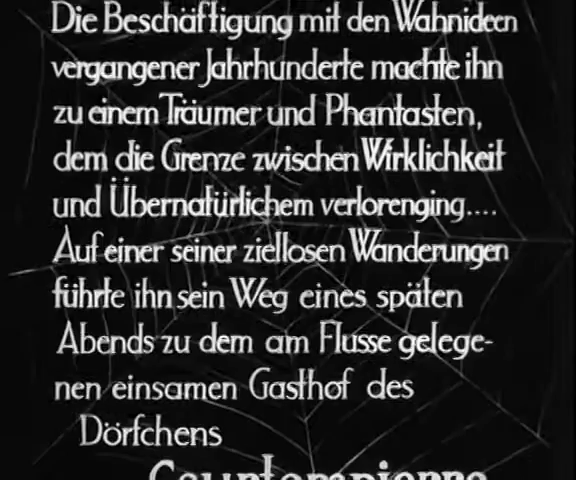 Die Beschäftigung mit den Wahnideen
vergangener Jahrhunderte machte ihn
zu einem Träumer und Phantasten,
dem die Grenze zwischen Wirklichkeit
und Übernatürlichem verlorenging....
Auf einer seiner ziellosen Wanderungen
führte ihn sein Weg eines späten
Abends zu dem am Flusse gelege-
nen einsamen Gasthof des
Dörfchens
Courtempierre